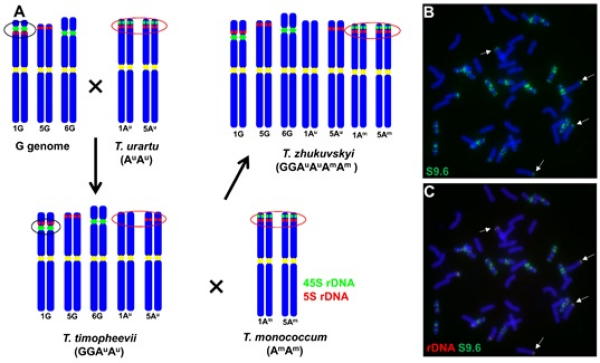 A
1G 5G 6G 1Aᵘ 5Aᵘ
G genome
T. urartu
(AᵘAᵘ)
1G 5G 6G 1Aᵘ 5Aᵘ 1Aᵐ 5Aᵐ
T. zhukuvskyi
(GGAᵘAᵘAᵐAᵐ)
1G 5G 6G 1Aᵘ 5Aᵘ
T. timopheevii
(GGAᵘAᵘ)
45S rDNA
5S rDNA
1Aᵐ 5Aᵐ
T. monococcum
(AᵐAᵐ)
B
S9.6
C
rDNA S9.6